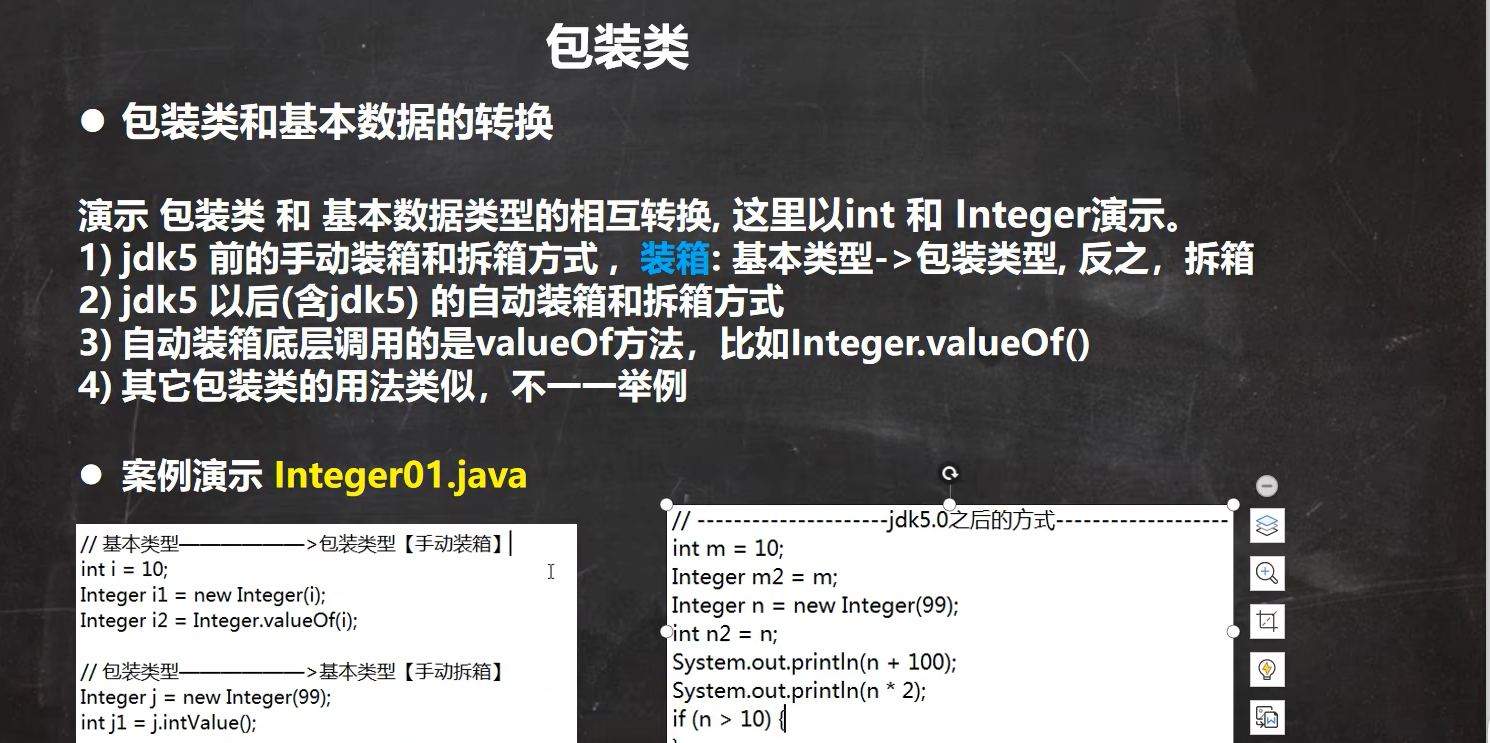 包装类
● 包装类和基本数据的转换
演示 包装类 和 基本数据类型的相互转换, 这里以int 和 Integer演示。
1) jdk5 前的手动装箱和拆箱方式 ，装箱: 基本类型->包装类型, 反之，拆箱
2) jdk5 以后(含jdk5) 的自动装箱和拆箱方式
3) 自动装箱底层调用的是valueOf方法，比如Integer.valueOf()
4) 其它包装类的用法类似，不一一举例
● 案例演示 Integer01.java
// 基本类型——————>包装类型【手动装箱】
int i = 10;
Integer i1 = new Integer(i);
Integer i2 = Integer.valueOf(i);
// 包装类型——————>基本类型【手动拆箱】
Integer j = new Integer(99);
int j1 = j.intValue();
// ---------------------jdk5.0之后的方式-------------------
int m = 10;
Integer m2 = m;
Integer n = new Integer(99);
int n2 = n;
System.out.println(n + 100);
System.out.println(n * 2);
if (n > 10) {